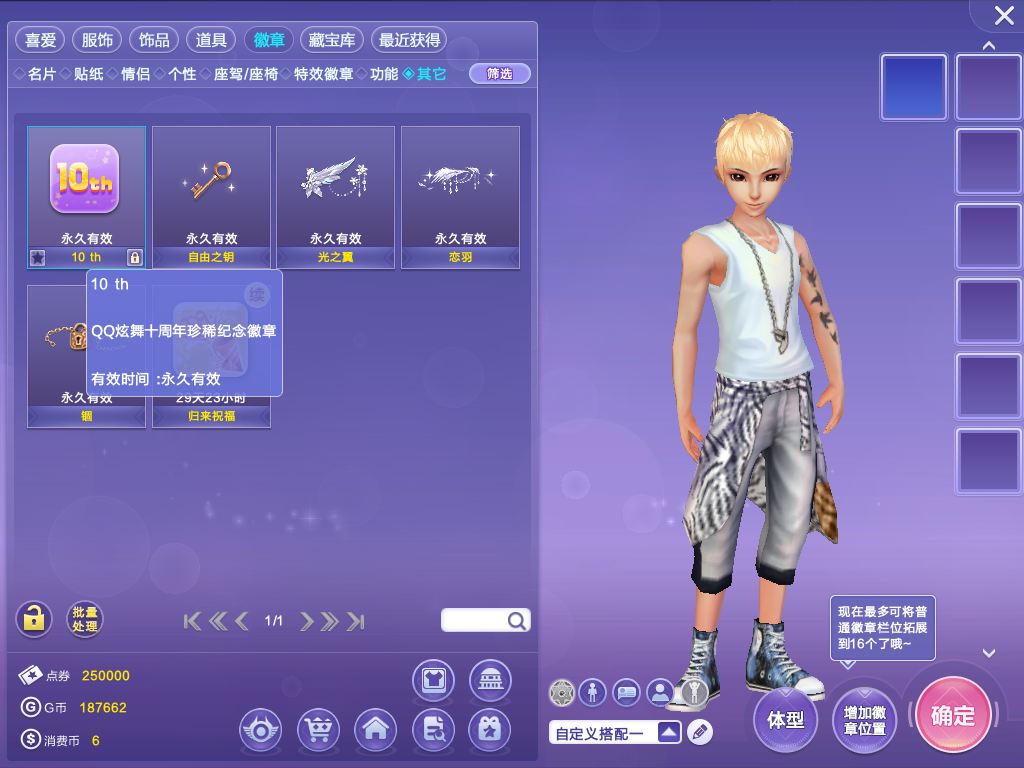 喜爱 服饰 饰品 道具 徽章 藏宝库 最近获得
名片 贴纸 情侣 个性 座驾/座椅 特效徽章 功能 其它 筛选
10th
永久有效 永久有效 永久有效 永久有效
10 th 自由之钥 光之翼 恋羽
10 th
续
QQ炫舞十周年珍稀纪念徽章
有效时间 :永久有效
永久有效 29天23小时
锢 归来祝福
批量
处理
1/1
现在最多可将普
通徽章栏位拓展
到16个了哦~
点券 250000
G币 187662
消费币 6
自定义搭配一
体型
增加徽
章位置
确定